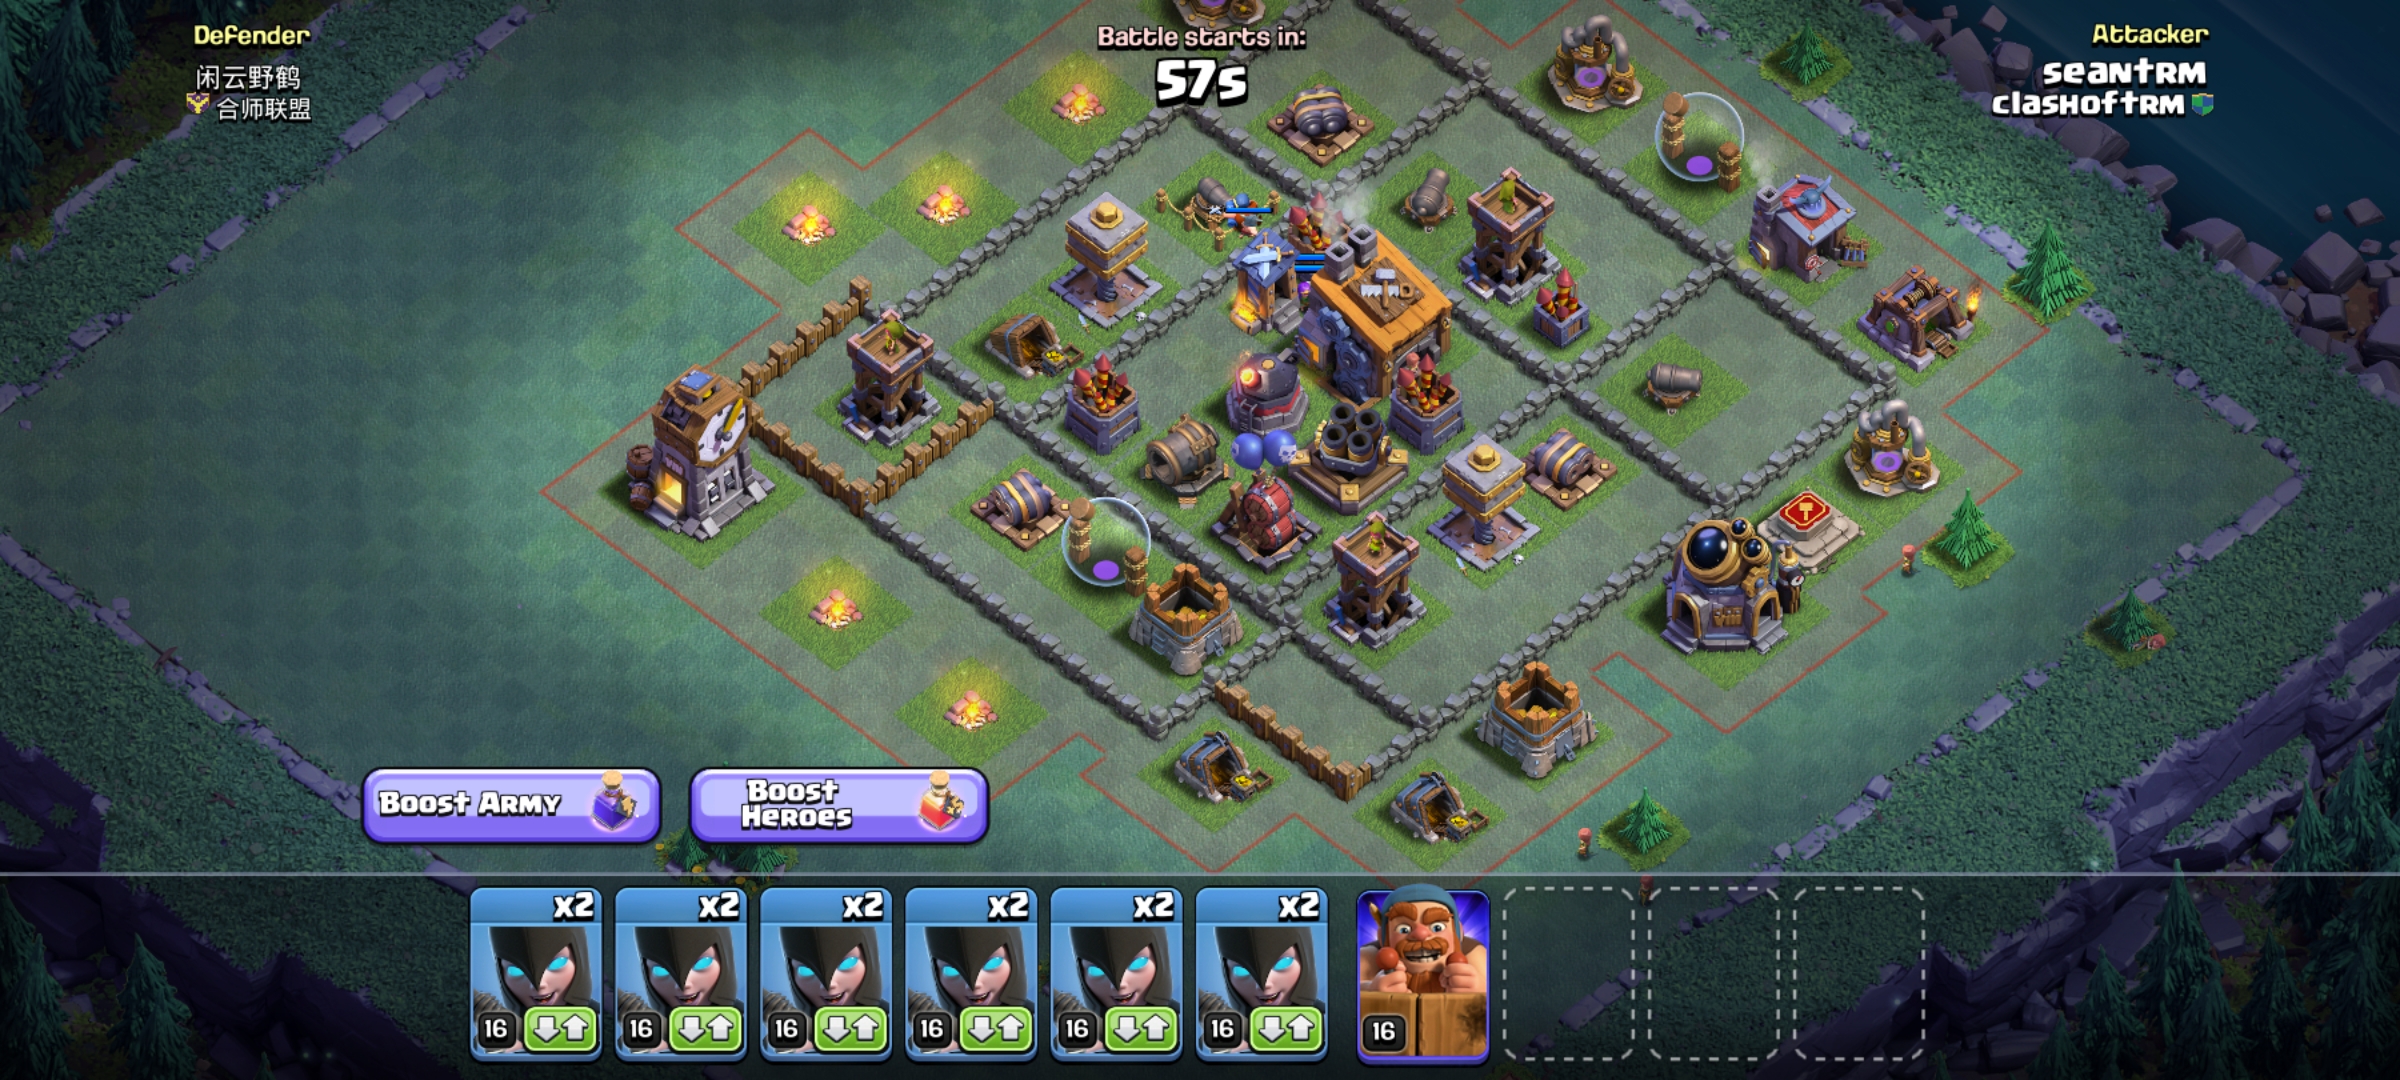 Defender
闲云野鹤
合师联盟
Battle starts in:
57s
Attacker
seantRM
clashoftRM
Boost Army
Boost
Heroes
x2
x2
x2
x2
x2
x2
16
16
16
16
16
16
16